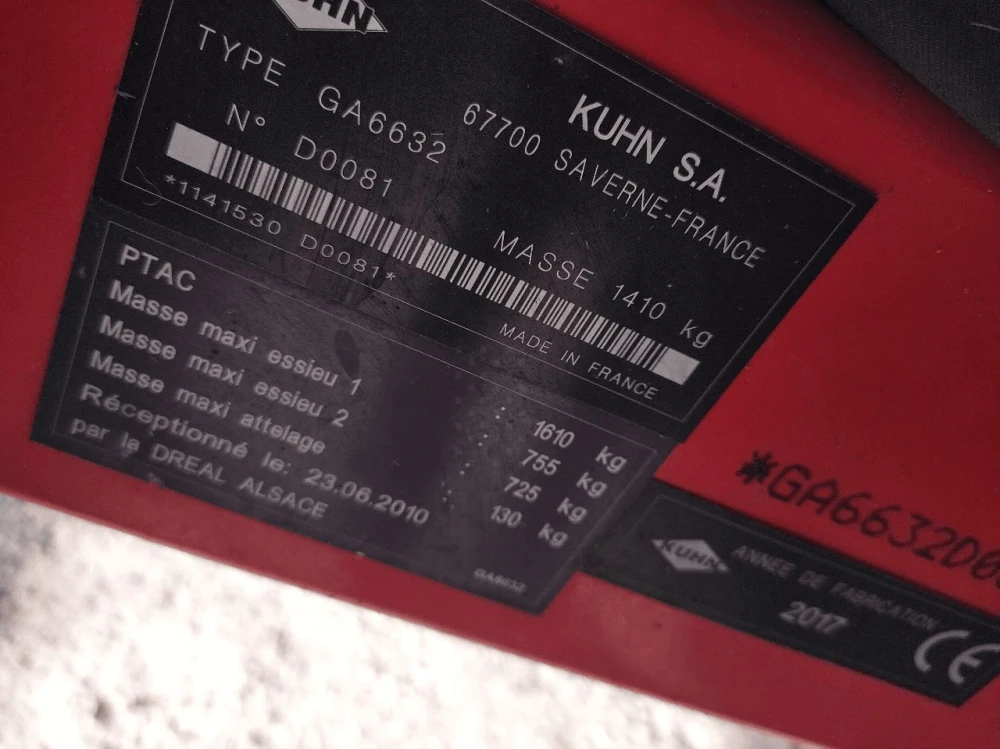 KUHN
KUHN S.A.
67700 SAVERNE-FRANCE
TYPE GA6632
N° D0081
MASSE 1410 kg
*1141530 D0081*
MADE IN FRANCE
PTAC : 1610 kg
Masse maxi essieu 1 : 755 kg
Masse maxi essieu 2 : 725 kg
Masse maxi attelage : 130 kg
Réceptionné le: 23.06.2010
par la DREAL ALSACE
GA6632
*GA6632D0
KUHN
ANNEE DE FABRICATION:
2017
CE